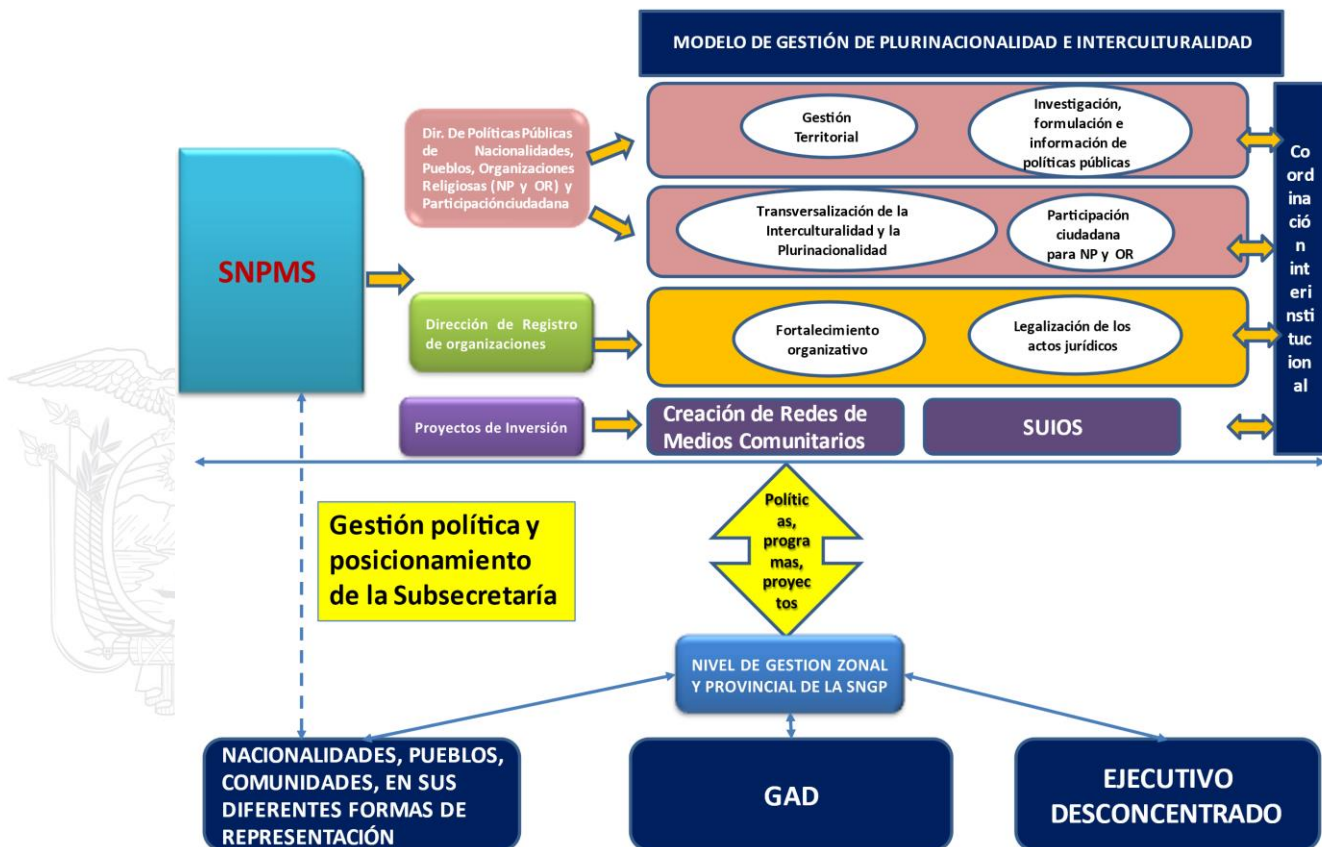 MODELO DE GESTIÓN DE PLURINACIONALIDAD E INTERCULTURALIDAD
Dir. De Políticas Públicas
de Nacionalidades,
Pueblos, Organizaciones
Religiosas (NP y OR) y
Participaciónciudadana
Gestión
Territorial
Investigación,
formulación e
información de
políticas públicas
Transversalización de la
Interculturalidad y la
Plurinacionalidad
Participación
ciudadana
para NP y OR
SNPMS
Dirección de Registro
de organizaciones
Fortalecimiento
organizativo
Legalización de los
actos jurídicos
Proyectos de Inversión
Creación de Redes de
Medios Comunitarios
SUIOS
Co
ord
ina
ció
n
int
eri
nsti
tuc
ion
al
Gestión política y
posicionamiento
de la Subsecretaría
Polític
as,
progra
mas,
proyec
tos
NIVEL DE GESTION ZONAL
Y PROVINCIAL DE LA SNGP
NACIONALIDADES, PUEBLOS,
COMUNIDADES, EN SUS
DIFERENTES FORMAS DE
REPRESENTACIÓN
GAD
EJECUTIVO
DESCONCENTRADO